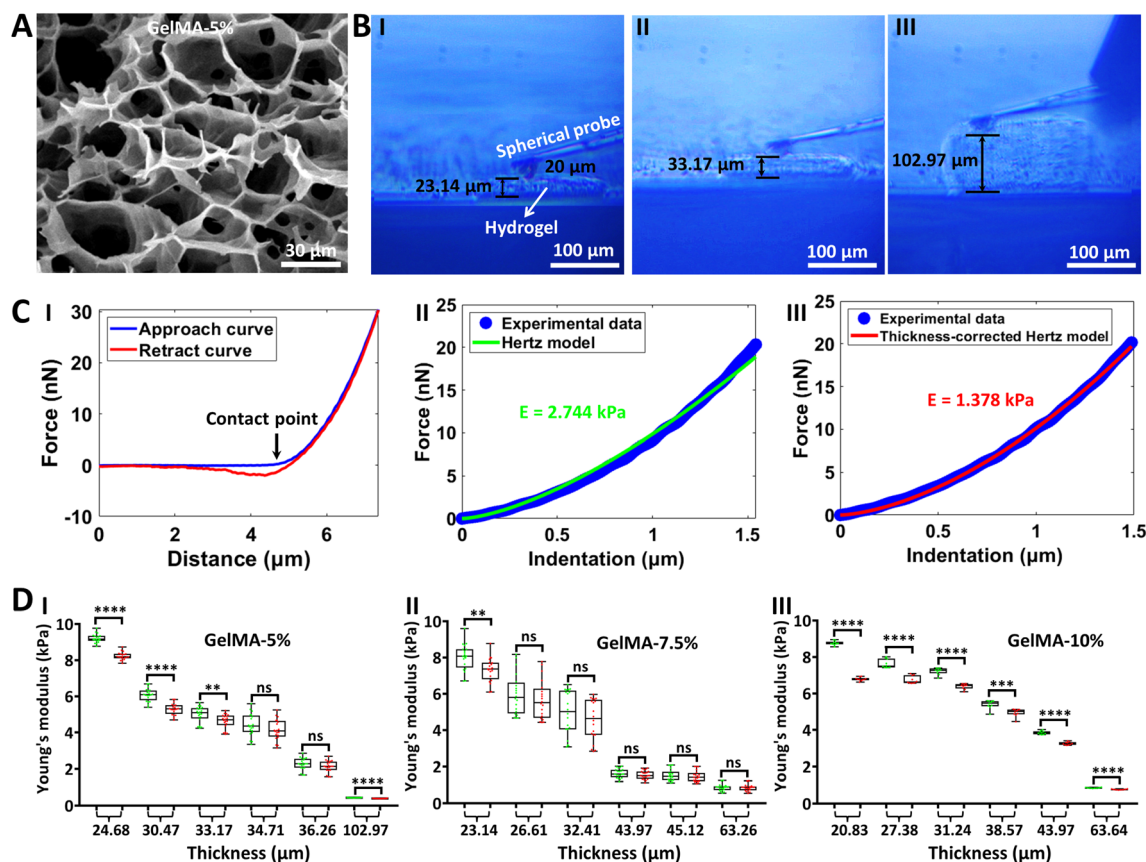 A
GelMA-5%
30 μm
B
I
Spherical probe
20 μm
23.14 μm
Hydrogel
100 μm
II
33.17 μm
100 μm
III
102.97 μm
100 μm
C
I
30
20
10
0
-10
Force (nN)
Approach curve
Retract curve
Contact point
0 2 4 6
Distance (μm)
II
25
20
15
10
5
0
Force (nN)
Experimental data
Hertz model
E = 2.744 kPa
0 0.5 1 1.5
Indentation (μm)
III
25
20
15
10
5
0
Force (nN)
Experimental data
Thickness-corrected Hertz model
E = 1.378 kPa
0 0.5 1 1.5
Indentation (μm)
D
I
GelMA-5%
Young's modulus (kPa)
10
8
6
4
2
0
**** **** ** ns ns ****
24.68 30.47 33.17 34.71 36.26 102.97
Thickness (μm)
II
GelMA-7.5%
10
8
6
4
2
0
** ns ns ns ns ns
23.14 26.61 32.41 43.97 45.12 63.26
Thickness (μm)
III
GelMA-10%
10
8
6
4
2
0
**** **** **** *** **** ****
20.83 27.38 31.24 38.57 43.97 63.64
Thickness (μm)